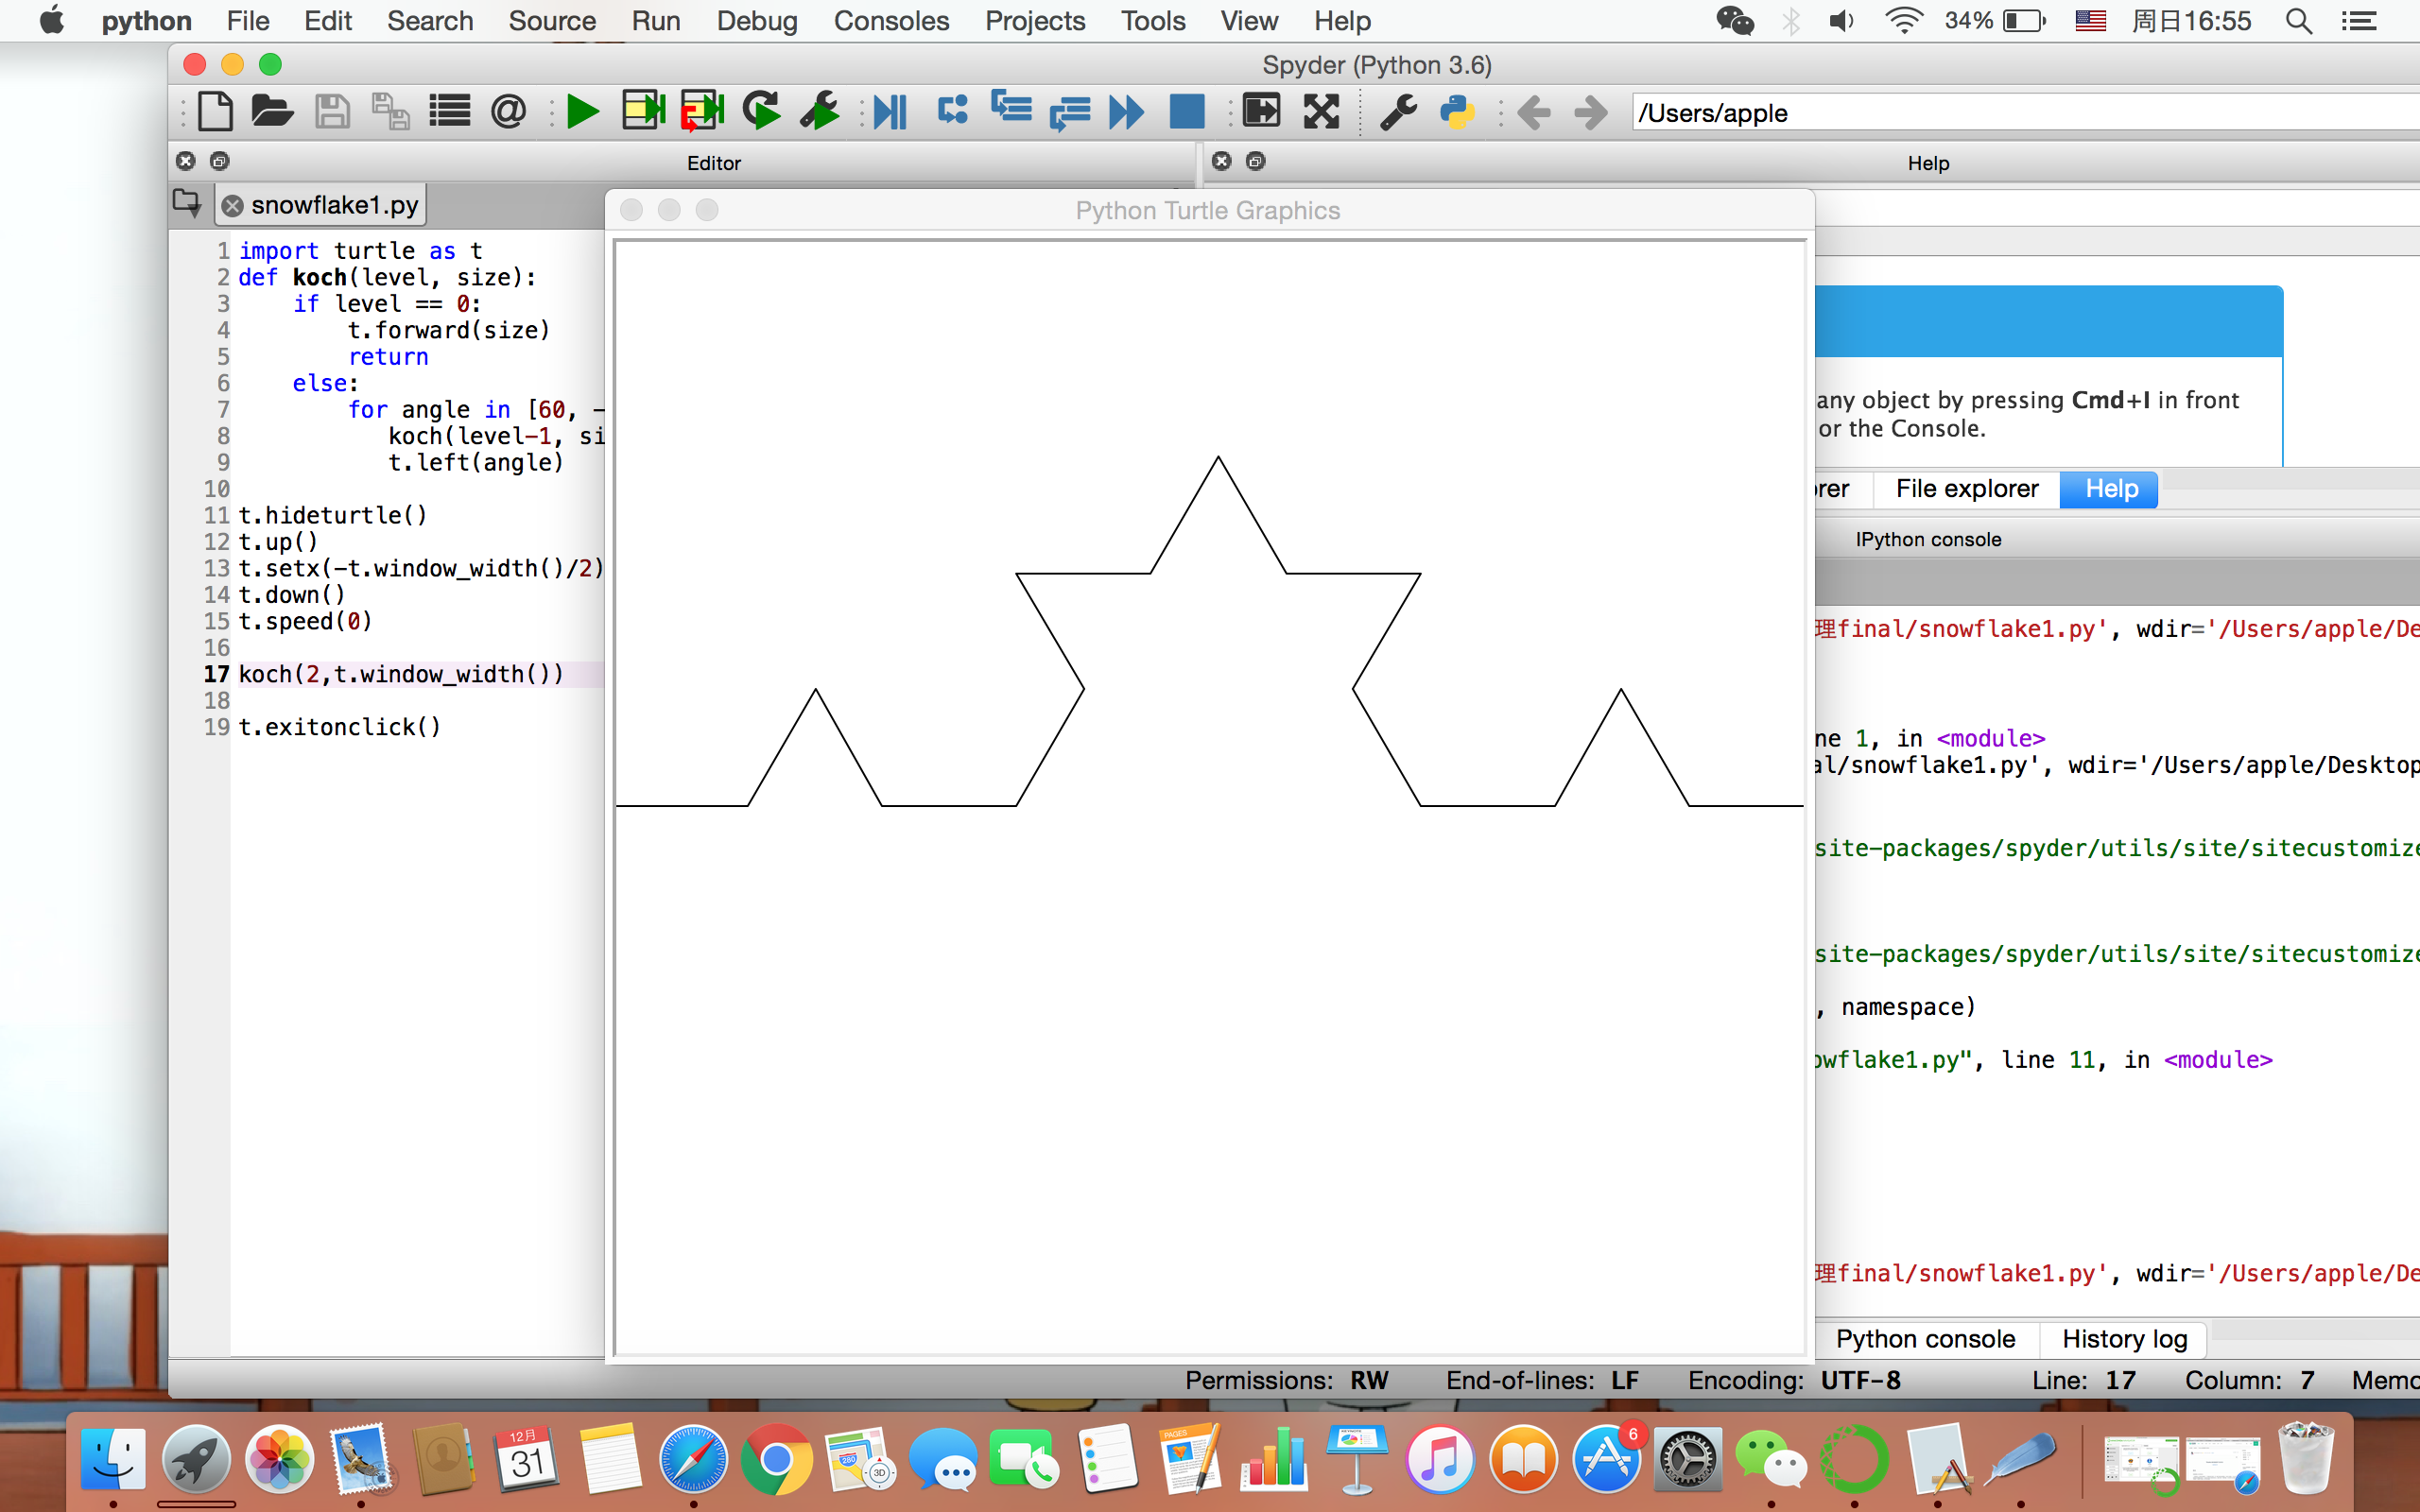 python File Edit Search Source Run Debug Consoles Projects Tools View Help 34% 周日16:55
Spyder (Python 3.6)
/Users/apple
Editor
Help
snowflake1.py
Python Turtle Graphics
1 import turtle as t
2 def koch(level, size):
3 if level == 0:
4 t.forward(size)
5 return
6 else:
7 for angle in [60, -
8 koch(level-1, si
9 t.left(angle)
10
11 t.hideturtle()
12 t.up()
13 t.setx(-t.window_width()/2)
14 t.down()
15 t.speed(0)
16
17 koch(2,t.window_width())
18
19 t.exitonclick()
any object by pressing Cmd+I in front
or the Console.
rer File explorer Help
IPython console
理final/snowflake1.py', wdir='/Users/apple/De
ne 1, in <module>
al/snowflake1.py', wdir='/Users/apple/Desktop
site-packages/spyder/utils/site/sitecustomize
site-packages/spyder/utils/site/sitecustomize
, namespace)
owflake1.py", line 11, in <module>
理final/snowflake1.py', wdir='/Users/apple/De
Python console History log
Permissions: RW End-of-lines: LF Encoding: UTF-8 Line: 17 Column: 7 Memo
12月
31
280
3D
PAGES
6